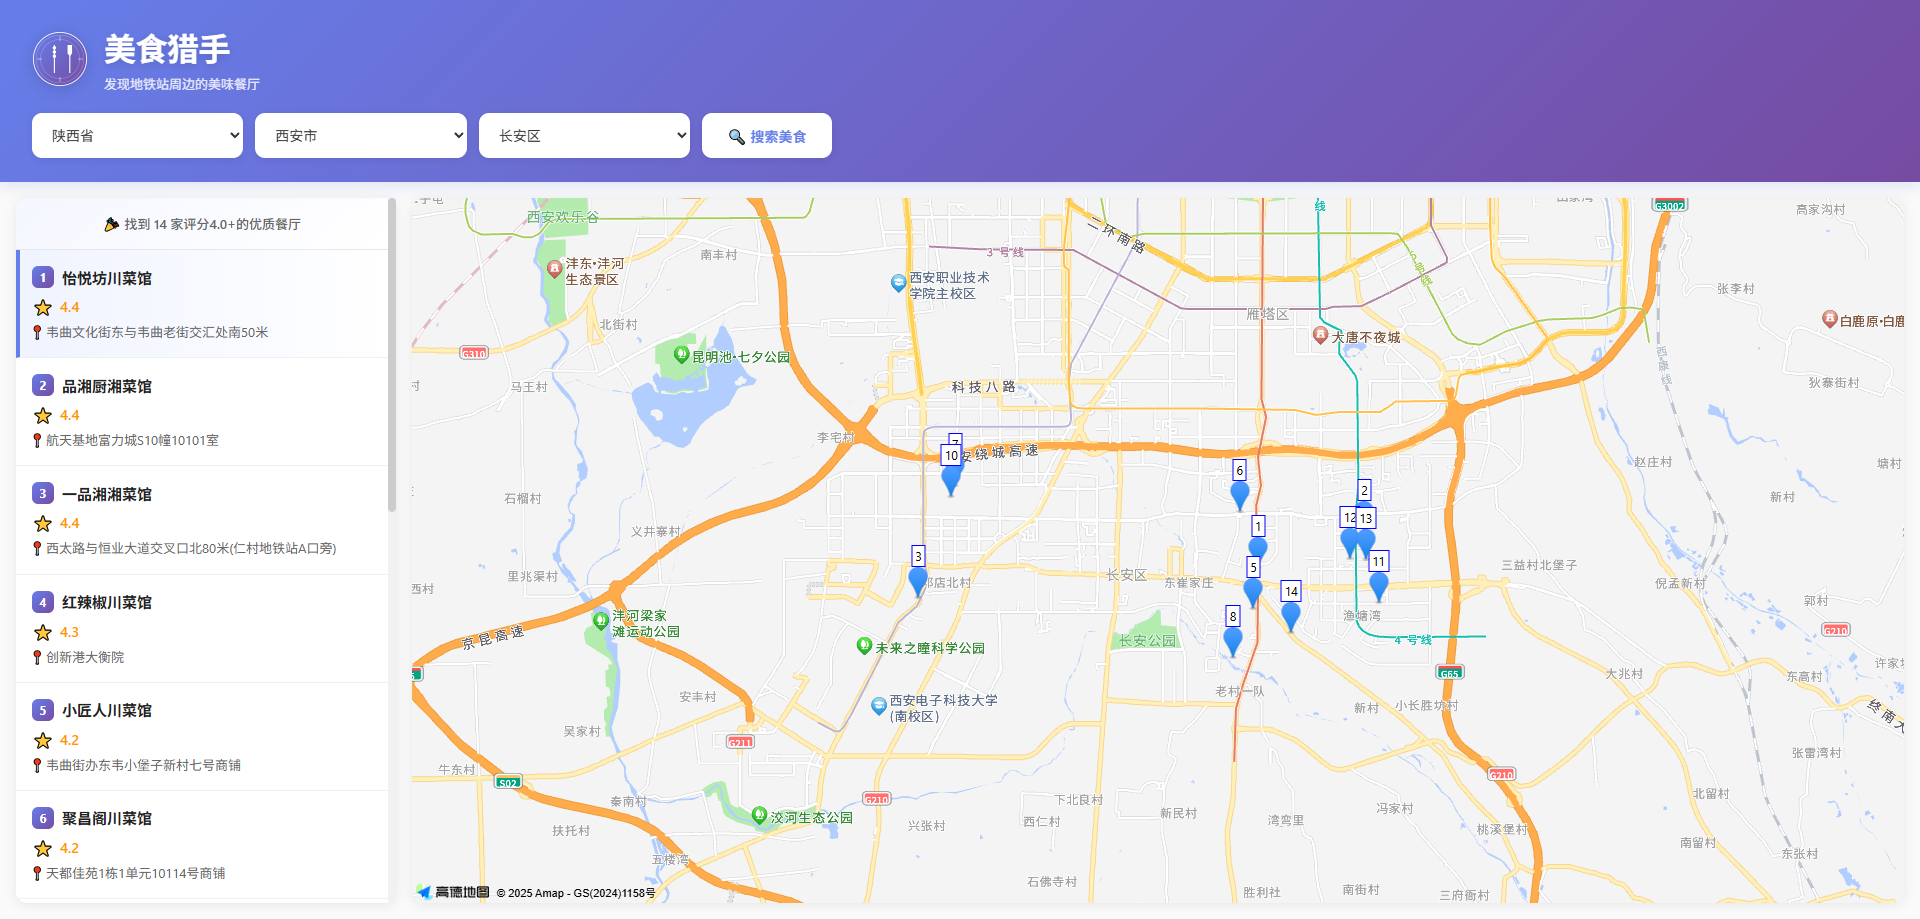 美食猎手
发现地铁站周边的美味餐厅
陕西省
西安市
长安区
搜索美食
找到 14 家评分4.0+的优质餐厅
1 怡悦坊川菜馆
4.4
韦曲文化街东与韦曲老街交汇处南50米
2 品湘厨湘菜馆
4.4
航天基地富力城S10幢10101室
3 一品湘湘菜馆
4.4
西太路与恒业大道交叉口北80米(仁村地铁站A口旁)
4 红辣椒川菜馆
4.3
创新港大衡院
5 小匠人川菜馆
4.2
韦曲街办东韦小堡子新村七号商铺
6 聚昌阁川菜馆
4.2
天都佳苑1栋1单元10114号商铺
西安欢乐谷
线
G3002
高家沟村
二环南路
3号线
南丰村
沣东·沣河
生态景区
西安职业技术
学院主校区
张李村
北街村
雁塔区
大唐不夜城
白鹿原·白鹿
G310
昆明池·七夕公园
西康线
马王村
科技八路
狄寨街村
李宅村
7
10
安绕城高速
6
赵庄村
塘村
石榴村
2
新村
义井寨村
12
13
1
3
祁店北村
5
11
长安区
东崔家庄
三益村北堡子
里兆渠村
西村
倪孟新村
14
郭村
沣河梁家
滩运动公园
8
渔塘湾
京昆高速
长安公园
4号线
G210
未来之瞳科学公园
许家
G65
大兆村
东高村
安丰村
西安电子科技大学
(南校区)
老村一队
新村
小长胜坊村
终南大
吴家村
G211
张雷湾村
牛东村
S02
G210
秦南村
G210
下北良村
北留村
洨河生态公园
新民村
冯家村
扶托村
兴张村
西仁村
湾弯里
桃溪堡村
南留村
五楼湾
东张村
石佛寺村
胜利社
南街村
三府衙村
高德地图
© 2025 Amap - GS(2024)1158号